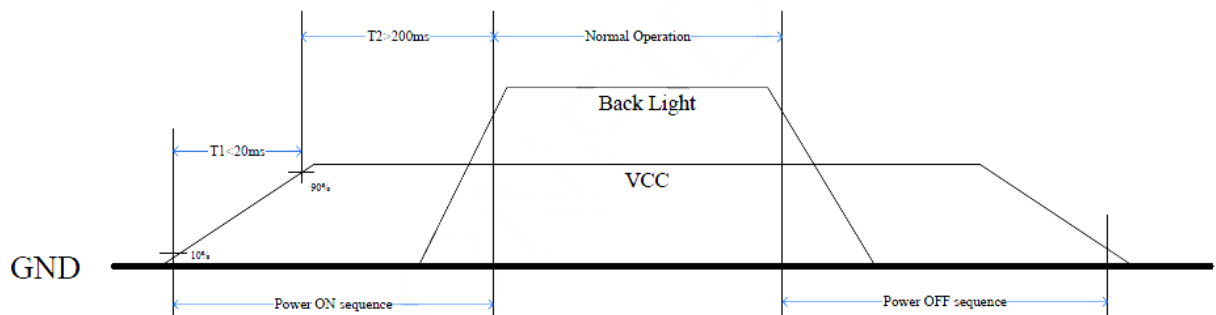 T2>200ms
Normal Operation
Back Light
T1<20ms
VCC
90%
10%
GND
Power ON sequence
Power OFF sequence